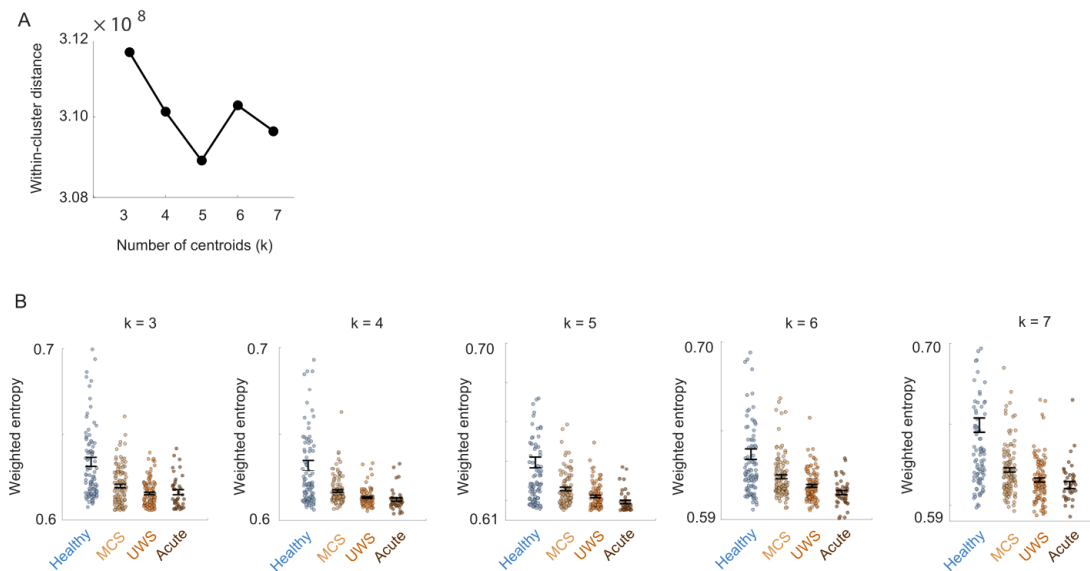 A
× 10 8
3.12
3.10
3.08
Within-cluster distance
3 4 5 6 7
Number of centroids (k)
B
k = 3
0.7
0.6
Weighted entropy
Healthy MCS UWS Acute
k = 4
0.7
0.6
Weighted entropy
Healthy MCS UWS Acute
k = 5
0.70
0.61
Weighted entropy
Healthy MCS UWS Acute
k = 6
0.70
0.59
Weighted entropy
Healthy MCS UWS Acute
k = 7
0.70
0.59
Weighted entropy
Healthy MCS UWS Acute